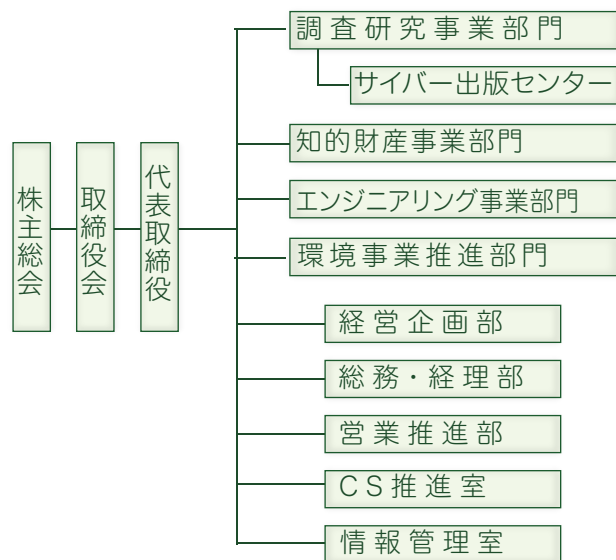 株主総会
取締役会
代表取締役
調査研究事業部門
サイバー出版センター
知的財産事業部門
エンジニアリング事業部門
環境事業推進部門
経営企画部
総務・経理部
営業推進部
CS推進室
情報管理室